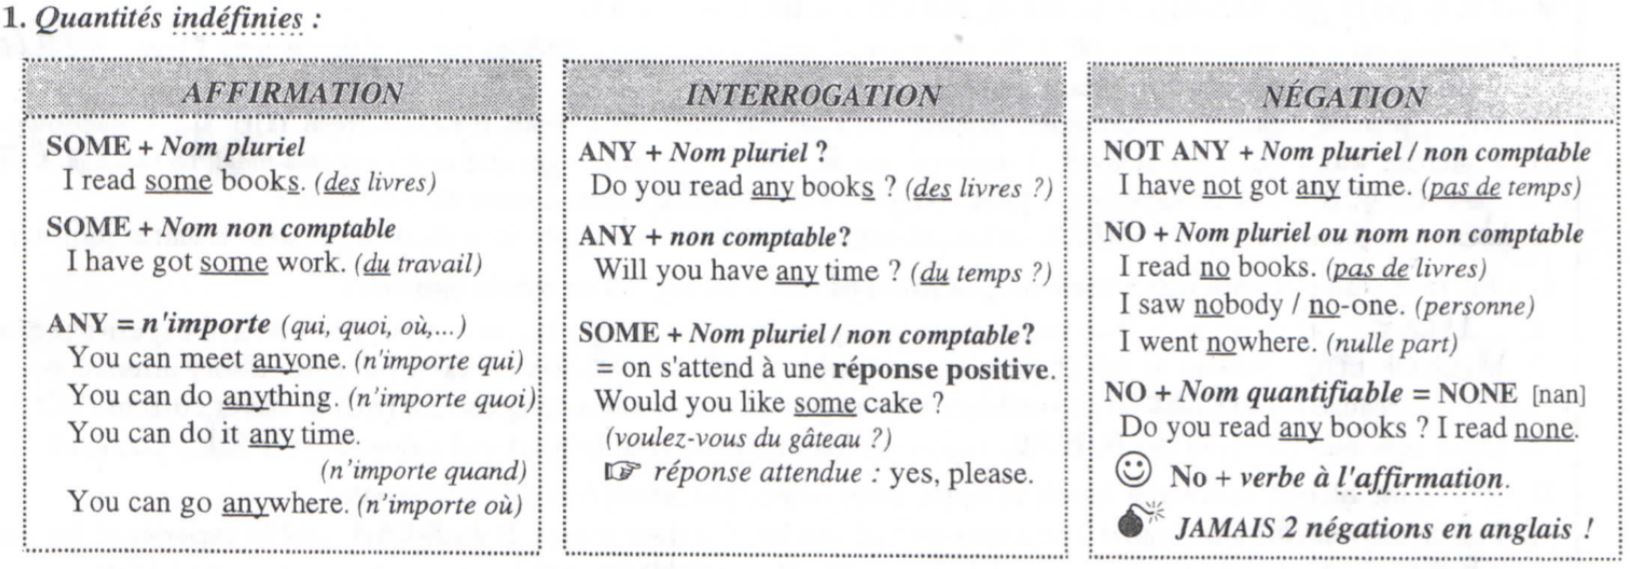 1. Quantités indéfinies :
AFFIRMATION
SOME + Nom pluriel
I read some books. (des livres)
SOME + Nom non comptable
I have got some work. (du travail)
ANY = n'importe (qui, quoi, où,...)
You can meet anyone. (n'importe qui)
You can do anything. (n'importe quoi)
You can do it any time.
(n'importe quand)
You can go anywhere. (n'importe où)
INTERROGATION
ANY + Nom pluriel ?
Do you read any books ? (des livres ?)
ANY + non comptable?
Will you have any time ? (du temps ?)
SOME + Nom pluriel / non comptable?
= on s'attend à une réponse positive.
Would you like some cake ?
(voulez-vous du gâteau ?)
☞ réponse attendue : yes, please.
NÉGATION
NOT ANY + Nom pluriel / non comptable
I have not got any time. (pas de temps)
NO + Nom pluriel ou nom non comptable
I read no books. (pas de livres)
I saw nobody / no-one. (personne)
I went nowhere. (nulle part)
NO + Nom quantifiable = NONE [nan]
Do you read any books ? I read none.
☺ No + verbe à l'affirmation.
💣 JAMAIS 2 négations en anglais !